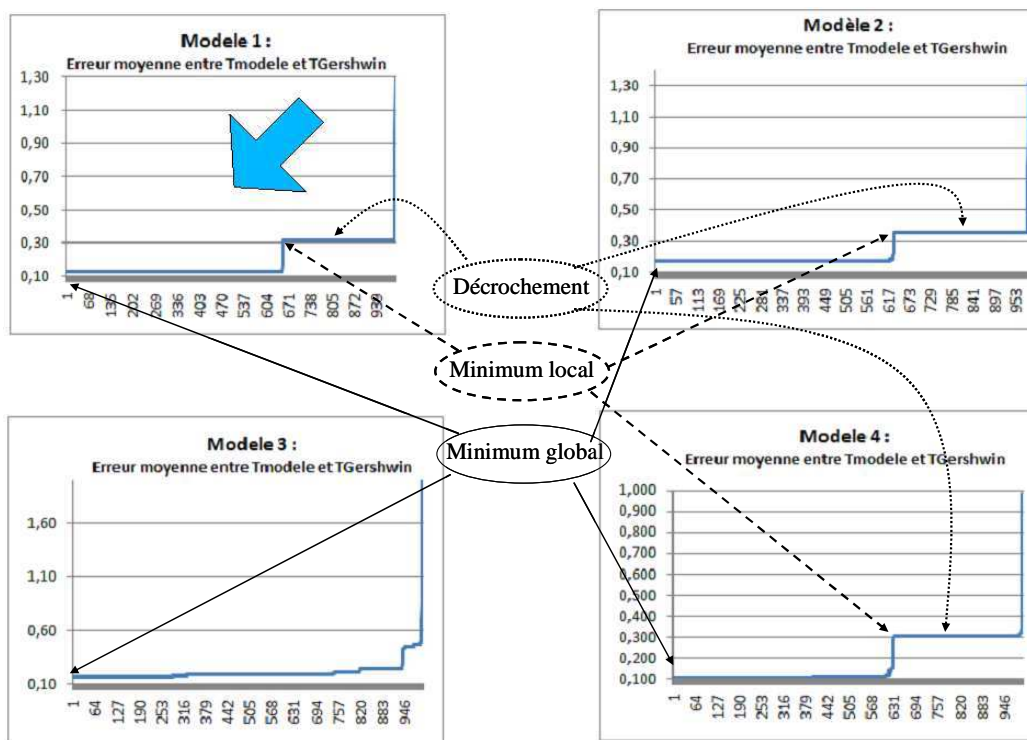 Modele 1 :
Erreur moyenne entre Tmodele et TGershwin
1,30
1,10
0,90
0,70
0,50
0,30
0,10
1 68 135 202 269 336 403 470 537 604 671 738 805 872 939
Modèle 2 :
Erreur moyenne entre Tmodele et TGershwin
1,30
1,10
0,90
0,70
0,50
0,30
0,10
1 57 113 169 225 281 337 393 449 505 561 617 673 729 785 841 897 953
Décrochement
Minimum local
Minimum global
Modele 3 :
Erreur moyenne entre Tmodele et TGershwin
1,60
1,10
0,60
0,10
1 64 127 190 253 316 379 442 505 568 631 694 757 820 883 946
Modele 4 :
Erreur moyenne entre Tmodele et TGershwin
1,000
0,900
0,800
0,700
0,600
0,500
0,400
0,300
0,200
0,100
1 64 127 190 253 316 379 442 505 568 631 694 757 820 883 946